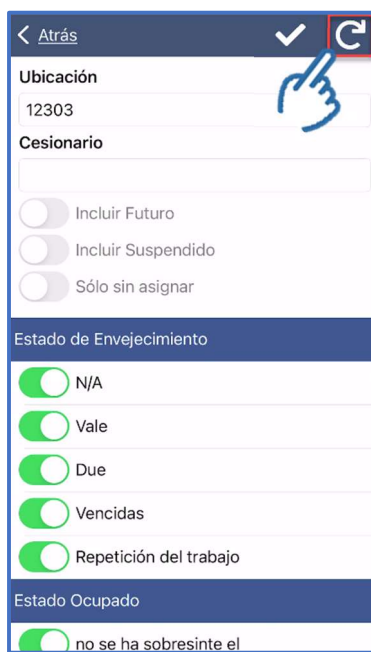 Atrás
Ubicación
12303
Cesionario
Incluir Futuro
Incluir Suspendido
Sólo sin asignar
Estado de Envejecimiento
N/A
Vale
Due
Vencidas
Repetición del trabajo
Estado Ocupado
no se ha sobresinte el